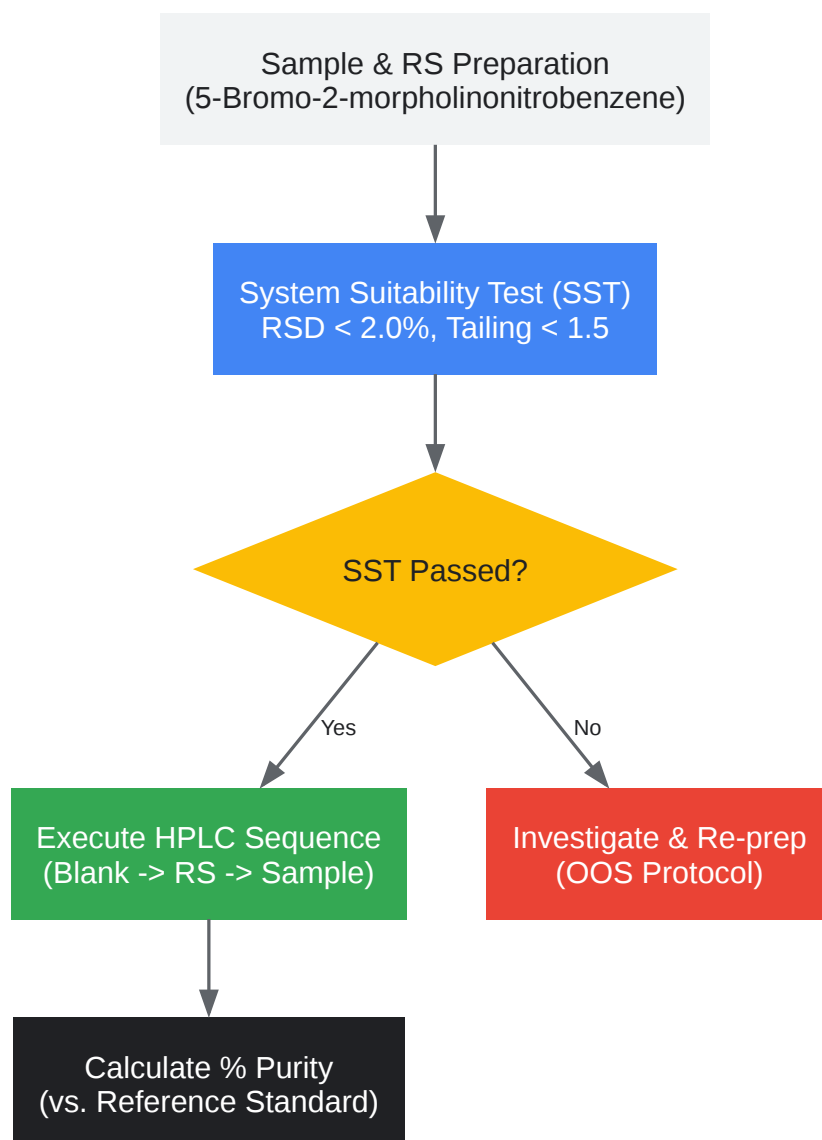 Sample & RS Preparation
(5-Bromo-2-morpholinonitrobenzene)
System Suitability Test (SST)
RSD < 2.0%, Tailing < 1.5
SST Passed?
Yes
No
Execute HPLC Sequence
(Blank -> RS -> Sample)
Investigate & Re-prep
(OOS Protocol)
Calculate % Purity
(vs. Reference Standard)